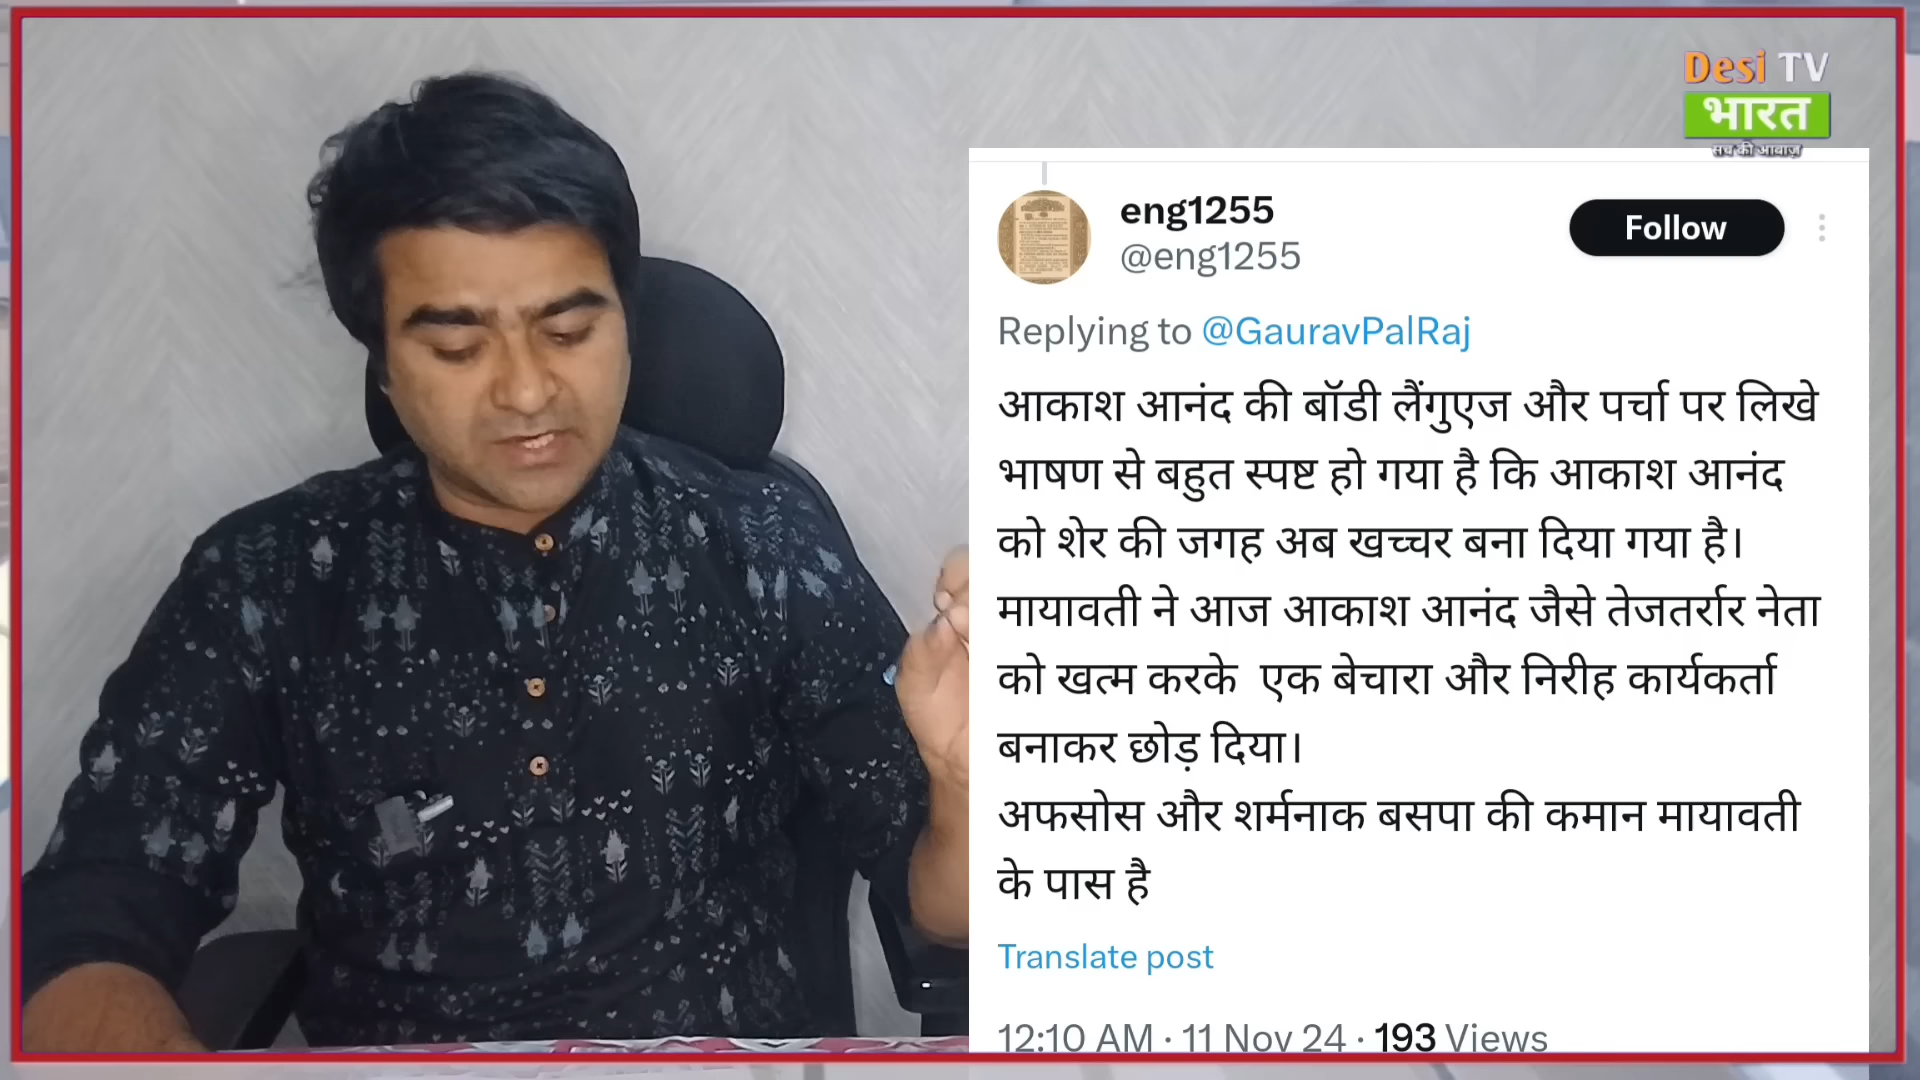 Desi TV
भारत
सच की आवाज़
eng1255
@eng1255
Follow
Replying to @GauravPalRaj
आकाश आनंद की बॉडी लैंगुएज और पर्चा पर लिखे
भाषण से बहुत स्पष्ट हो गया है कि आकाश आनंद
को शेर की जगह अब खच्चर बना दिया गया है।
मायावती ने आज आकाश आनंद जैसे तेजतर्रार नेता
को खत्म करके  एक बेचारा और निरीह कार्यकर्ता
बनाकर छोड़ दिया।
अफसोस और शर्मनाक बसपा की कमान मायावती
के पास है
Translate post
12:10 AM · 11 Nov 24 · 193 Views